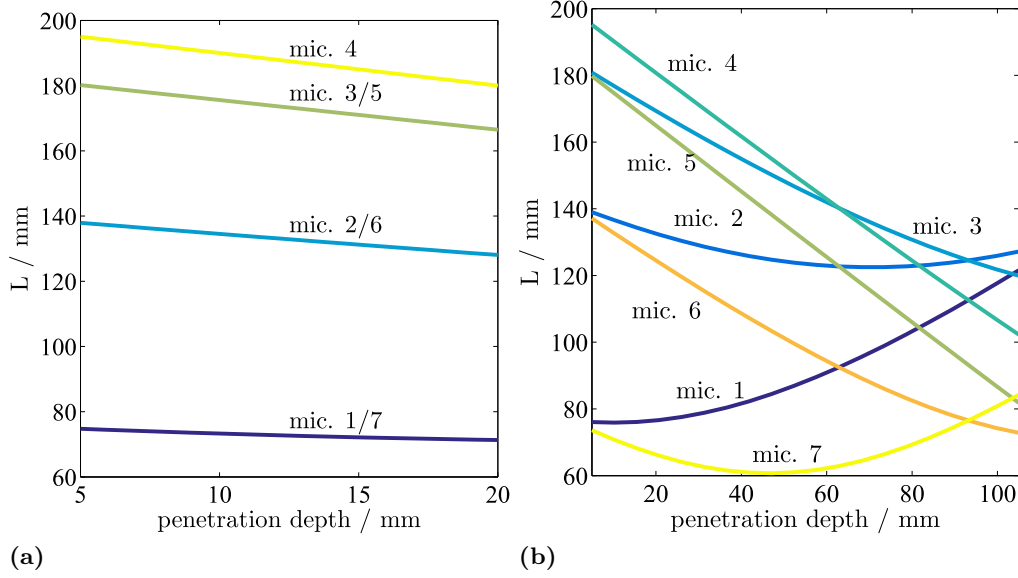 200
180
160
140
120
100
80
60
L / mm
mic. 4
mic. 3/5
mic. 2/6
mic. 1/7
5
10
15
20
penetration depth / mm
(a)
200
180
160
140
120
100
80
60
L / mm
mic. 4
mic. 5
mic. 2
mic. 3
mic. 6
mic. 1
mic. 7
20
40
60
80
100
penetration depth / mm
(b)